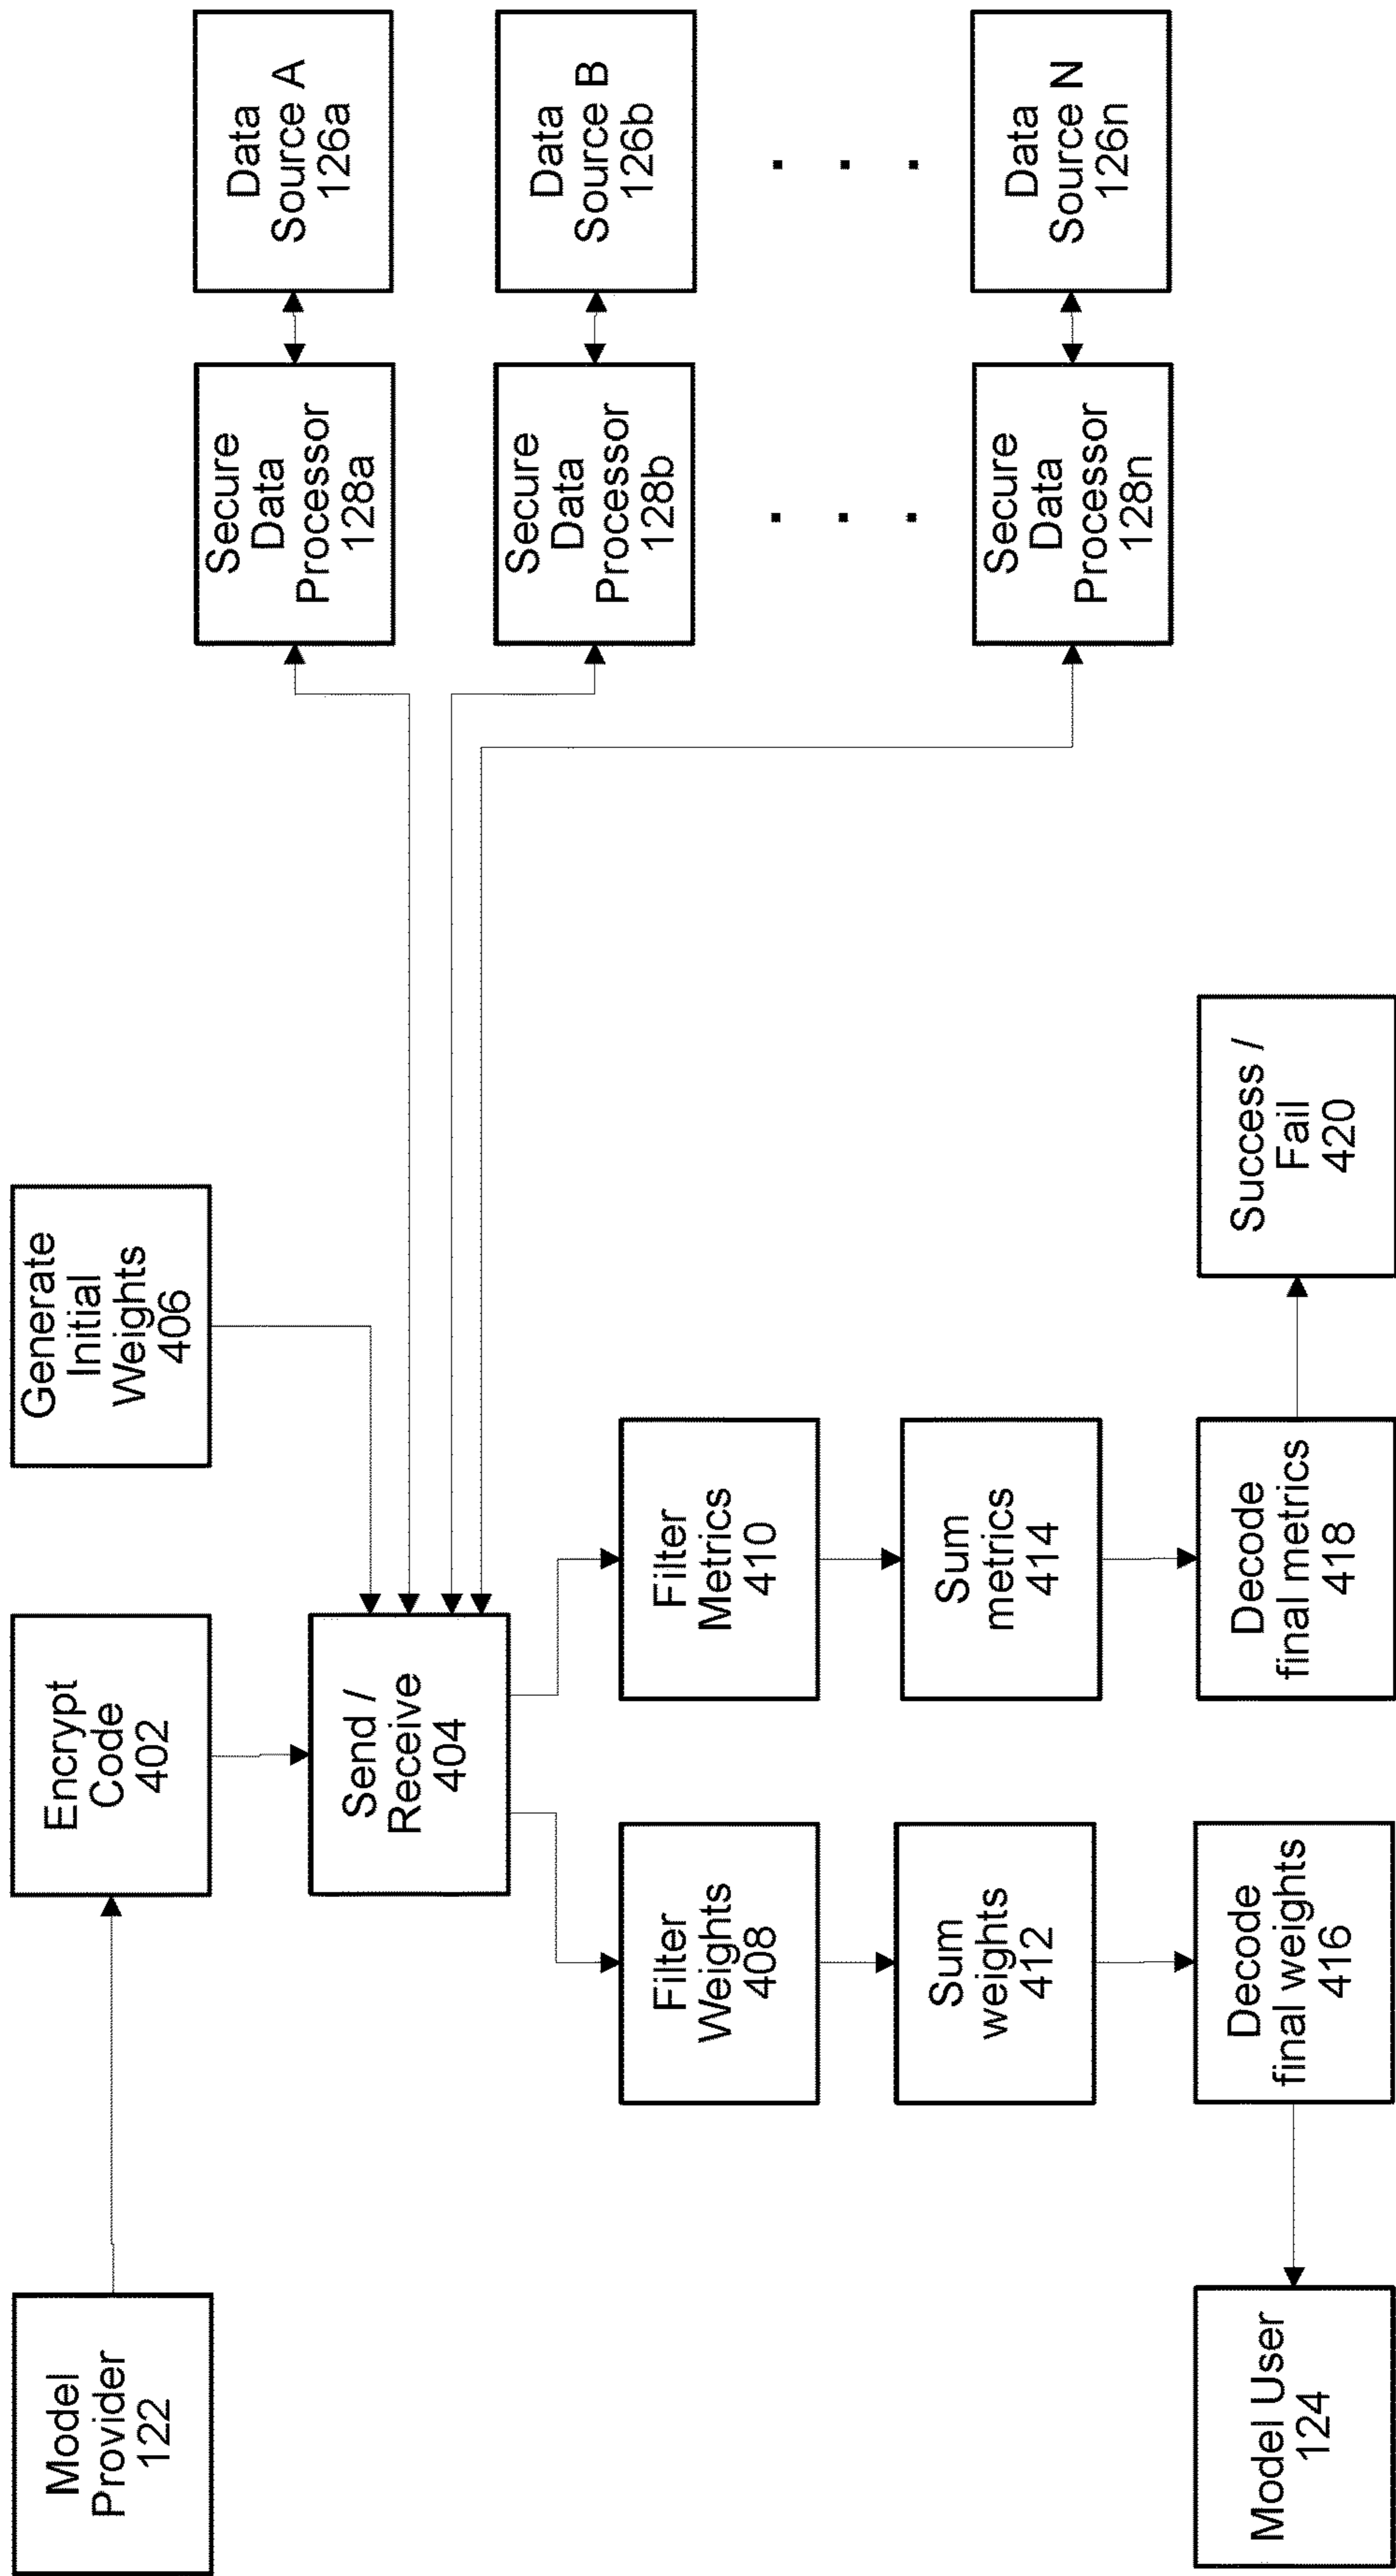 Model
Provider
122
Encrypt
Code
402
Generate
Initial
Weights
406
Send /
Receive
404
Secure
Data
Processor
128a
Data
Source A
126a
Secure
Data
Processor
128b
Data
Source B
126b
. . .
. . .
Secure
Data
Processor
128n
Data
Source N
126n
Filter
Weights
408
Filter
Metrics
410
Sum
weights
412
Sum
metrics
414
Model User
124
Decode
final weights
416
Decode
final metrics
418
Success /
Fail
420